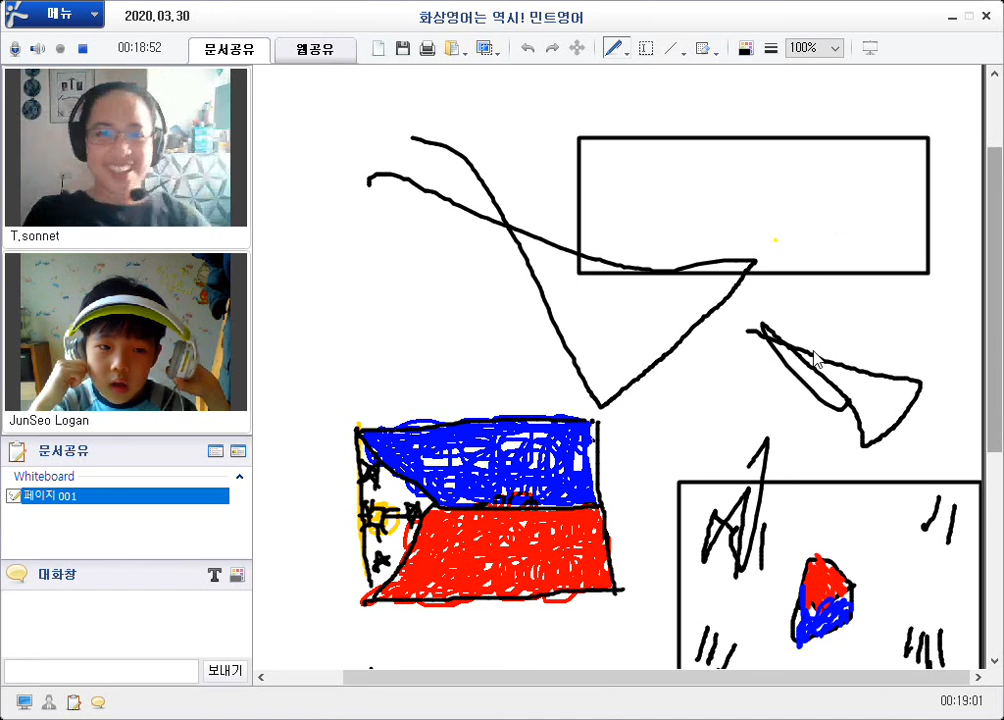 메뉴
2020,03,30
화상영어는 역시! 민트영어
00:18:52
문서공유
웹공유
100%
T,sonnet
JunSeo Logan
문서공유
Whiteboard
페이지 001
대화창
T
보내기
00:19:01